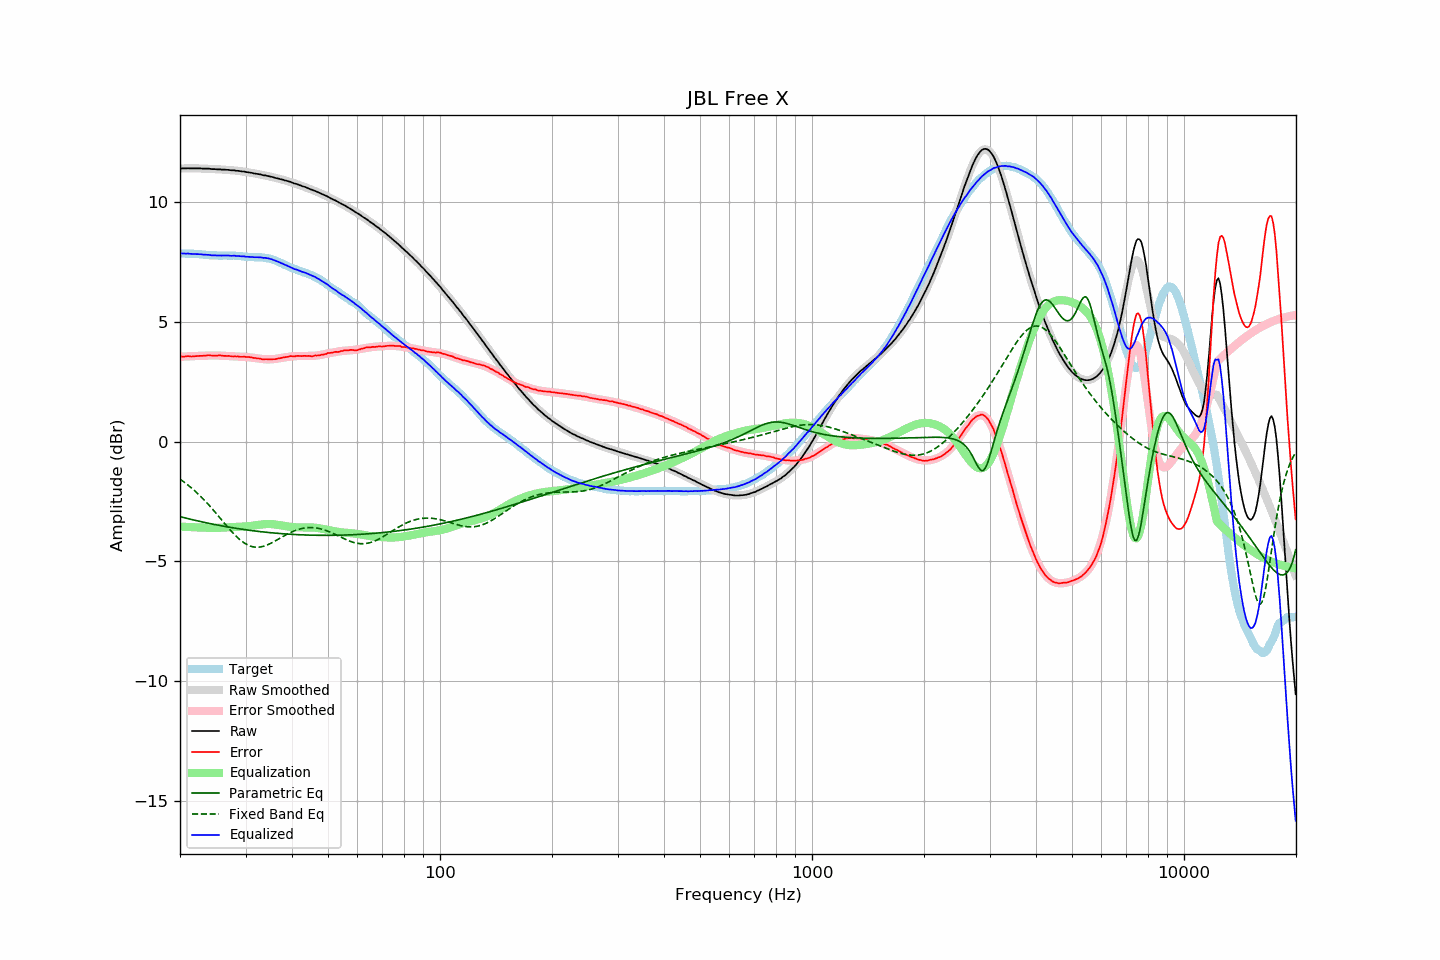 JBL Free X
Amplitude (dBr)
10
5
0
−5
−10
−15
Target
Raw Smoothed
Error Smoothed
Raw
Error
Equalization
Parametric Eq
Fixed Band Eq
Equalized
100
1000
10000
Frequency (Hz)